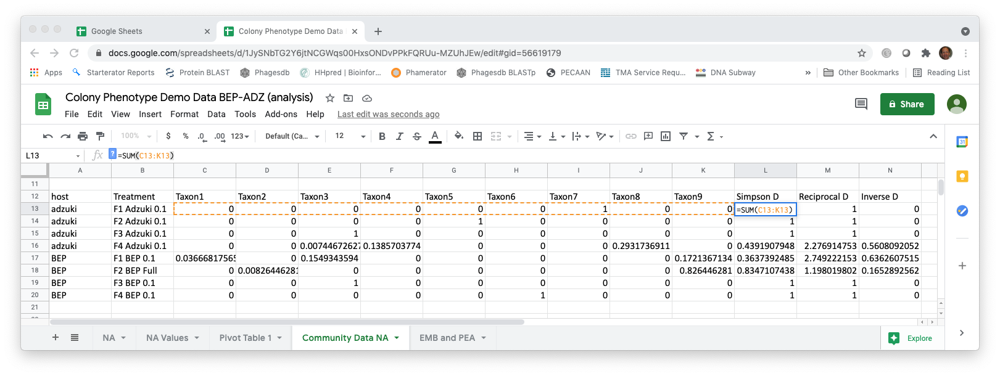 Google Sheets × Colony Phenotype Demo Data × +
docs.google.com/spreadsheets/d/1JySNbTG2Y6jtNCGWqs00HxsONDvPPkFQRUu-MZUhJEw/edit#gid=56619179
Apps Starterator Reports Protein BLAST Phagesdb HHpred | Bioinfor... Phamerator Phagesdb BLASTp PECAAN TMA Service Requ... DNA Subway » Other Bookmarks Reading List
Colony Phenotype Demo Data BEP-ADZ (analysis)
Share
File Edit View Insert Format Data Tools Add-ons Help Last edit was seconds ago
100% $ % .0 .00 123 Default (Ca... 12 B I S A Σ
31
L13 fx ? =SUM(C13:K13)
A B C D E F G H I J K L M N
11
12 host Treatment Taxon1 Taxon2 Taxon3 Taxon4 Taxon5 Taxon6 Taxon7 Taxon8 Taxon9 Simpson D Reciprocal D Inverse D
13 adzuki F1 Adzuki 0.1 0 0 0 0 0 0 1 0 0 =SUM(C13:K13) 1 0
14 adzuki F2 Adzuki 0.1 0 0 0 0 1 0 0 0 0 1 1 0
15 adzuki F3 Adzuki 0.1 0 0 1 0 0 0 0 0 0 1 1 0
16 adzuki F4 Adzuki 0.1 0 0 0.00744672627 0.1385703774 0 0 0 0.2931736911 0 0.4391907948 2.276914753 0.5608092052
17 BEP F1 BEP 0.1 0.03666817565 0 0.1549343594 0 0 0 0 0 0.1721367134 0.3637392485 2.749222153 0.6362607515
18 BEP F2 BEP Full 0 0.00826446281 0 0 0 0 0 0 0.826446281 0.8347107438 1.198019802 0.1652892562
19 BEP F3 BEP 0.1 0 0 1 0 0 0 0 0 0 1 1 0
20 BEP F4 BEP 0.1 0 0 0 0 0 1 0 0 0 1 1 0
21
+ NA NA Values Pivot Table 1 Community Data NA EMB and PEA Explore